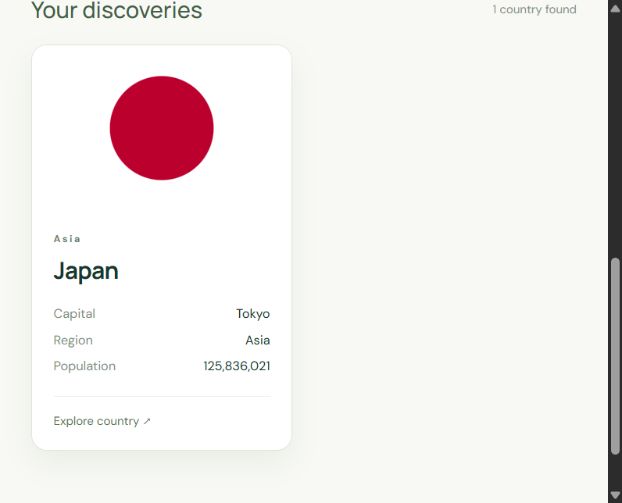 Your discoveries
1 country found
Asia
Japan
Capital Tokyo
Region Asia
Population 125,836,021
Explore country ↗